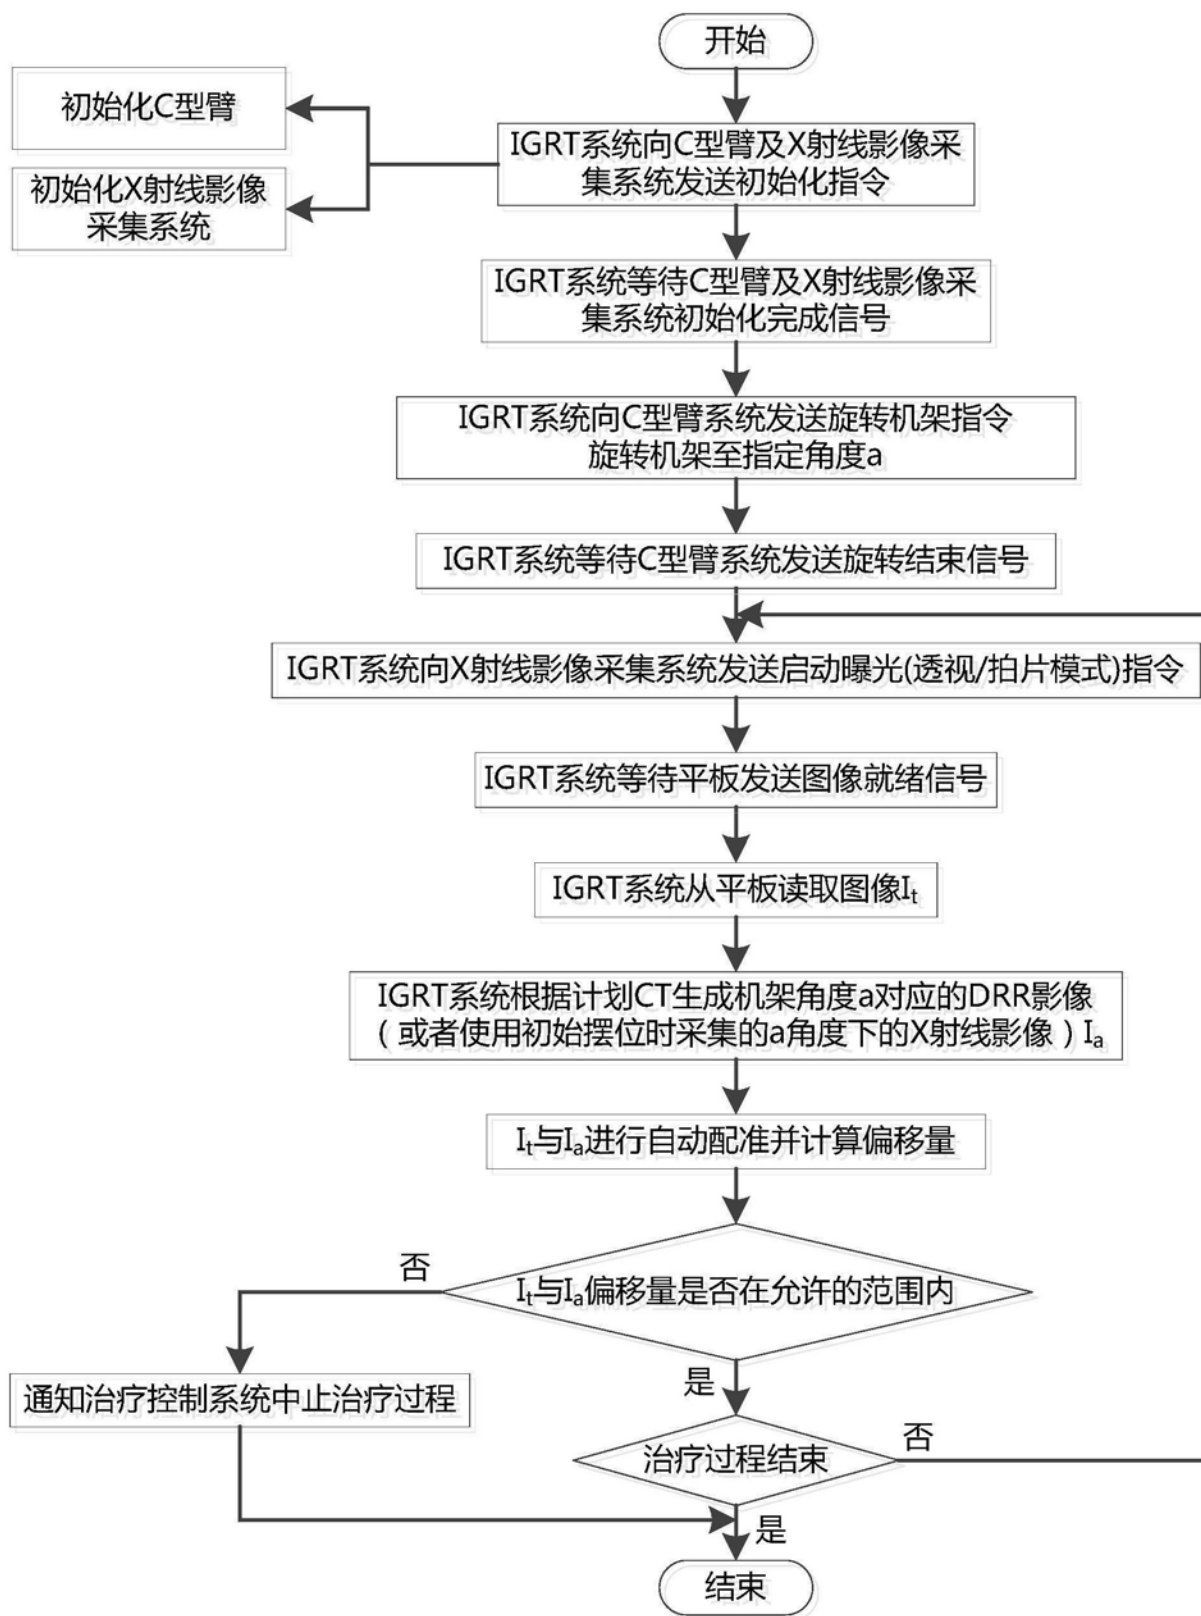 开始
初始化C型臂
IGRT系统向C型臂及X射线影像采
集系统发送初始化指令
初始化X射线影像
采集系统
IGRT系统等待C型臂及X射线影像采
集系统初始化完成信号
IGRT系统向C型臂系统发送旋转机架指令
旋转机架至指定角度a
IGRT系统等待C型臂系统发送旋转结束信号
IGRT系统向X射线影像采集系统发送启动曝光(透视/拍片模式)指令
IGRT系统等待平板发送图像就绪信号
IGRT系统从平板读取图像Iₜ
IGRT系统根据计划CT生成机架角度a对应的DRR影像
（或者使用初始摆位时采集的a角度下的X射线影像）Iₐ
Iₜ与Iₐ进行自动配准并计算偏移量
否
Iₜ与Iₐ偏移量是否在允许的范围内
是
通知治疗控制系统中止治疗过程
否
治疗过程结束
是
结束